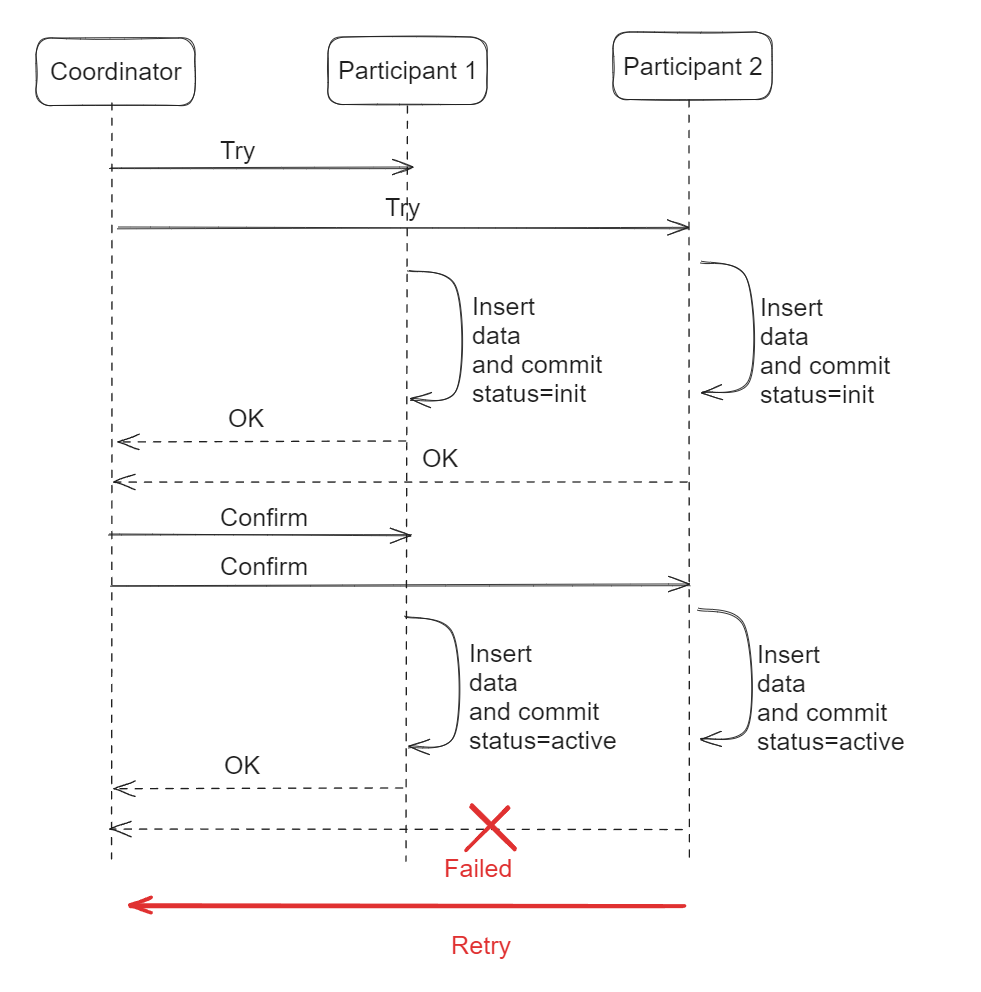 Coordinator
Participant 1
Participant 2
Try
Try
Insert
data
and commit
status=init
Insert
data
and commit
status=init
OK
OK
Confirm
Confirm
Insert
data
and commit
status=active
Insert
data
and commit
status=active
OK
Failed
Retry